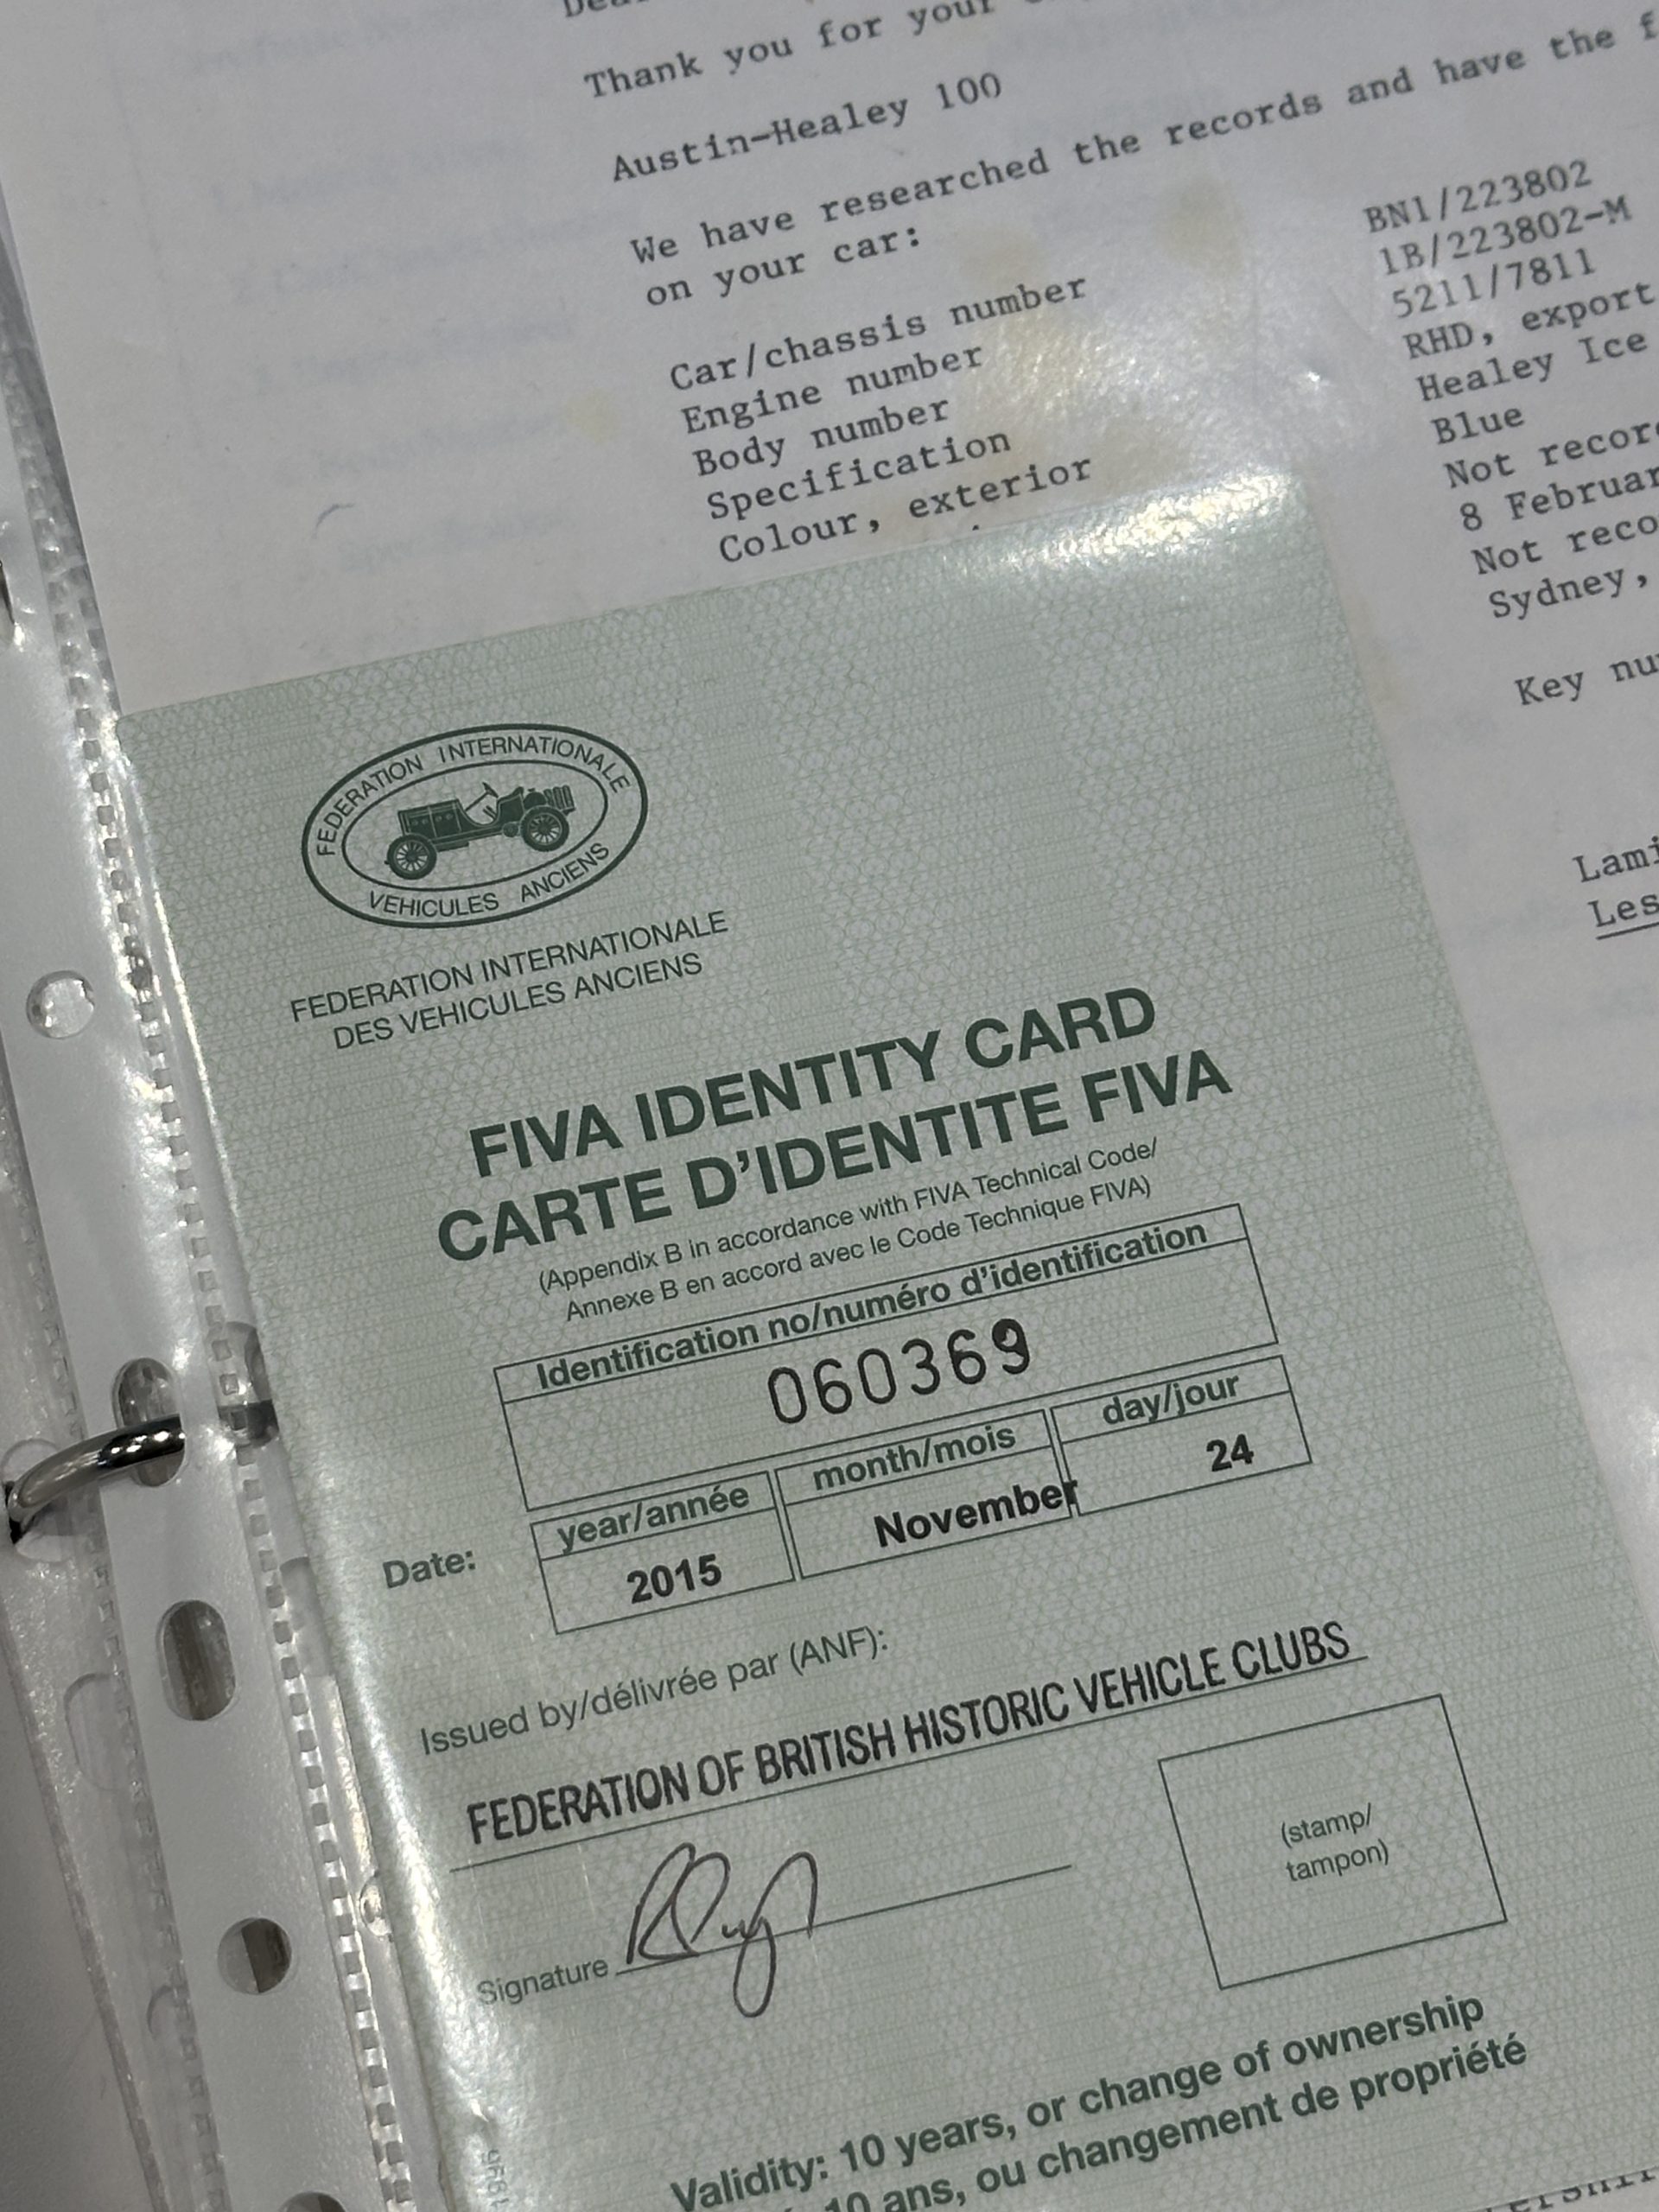 Thank you for your
Austin-Healey 100
We have researched the records and have the
on your car:
Car/chassis number BN1/223802
Engine number 1B/223802-M
Body number 5211/7811
Specification RHD, export
Colour, exterior Healey Ice
Blue
Not
8
Not
Sydney,
Key
FEDERATION INTERNATIONALE
VEHICULES ANCIENS
FEDERATION INTERNATIONALE
DES VEHICULES ANCIENS
FIVA IDENTITY CARD
CARTE D'IDENTITE FIVA
(Appendix B in accordance with FIVA Technical Code/
Annexe B en accord avec le Code Technique FIVA)
Identification no/numéro d'identification
060369
Date: year/année month/mois day/jour
2015 November 24
Issued by/délivrée par (ANF):
FEDERATION OF BRITISH HISTORIC VEHICLE CLUBS
Signature
(stamp/
tampon)
Validity: 10 years, or change of ownership
10 ans, ou changement de propriété